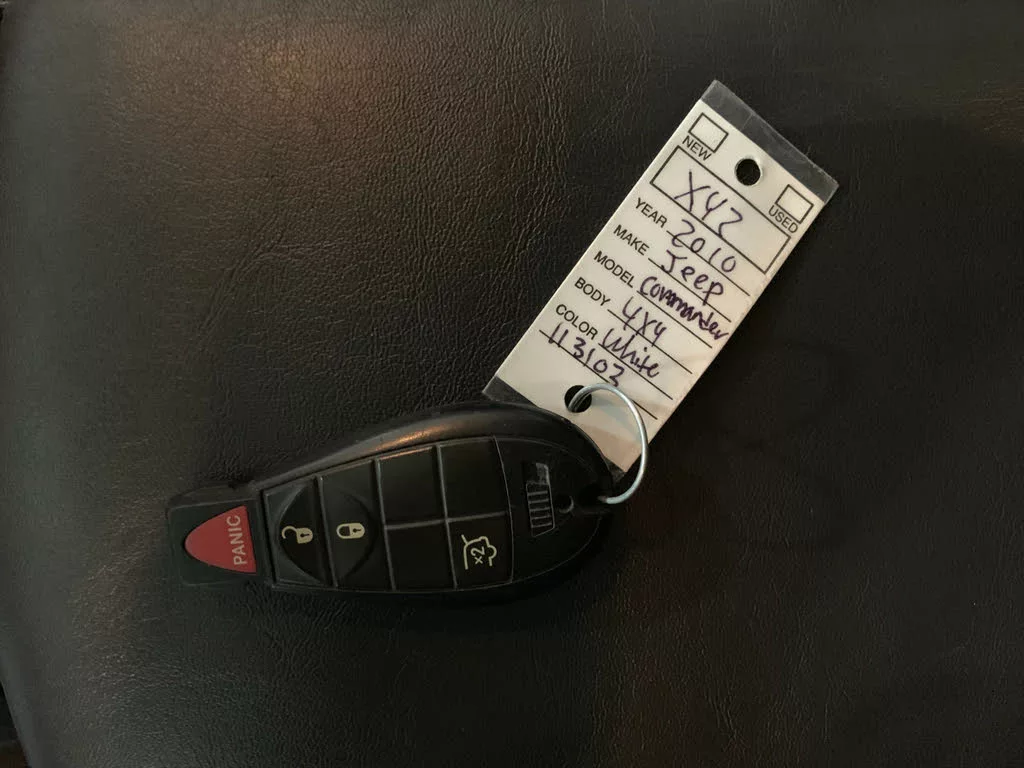 NEW
USED
XYZ
YEAR 2010
MAKE Jeep
MODEL Commander
BODY 4X4
COLOR White
113103
PANIC
x2